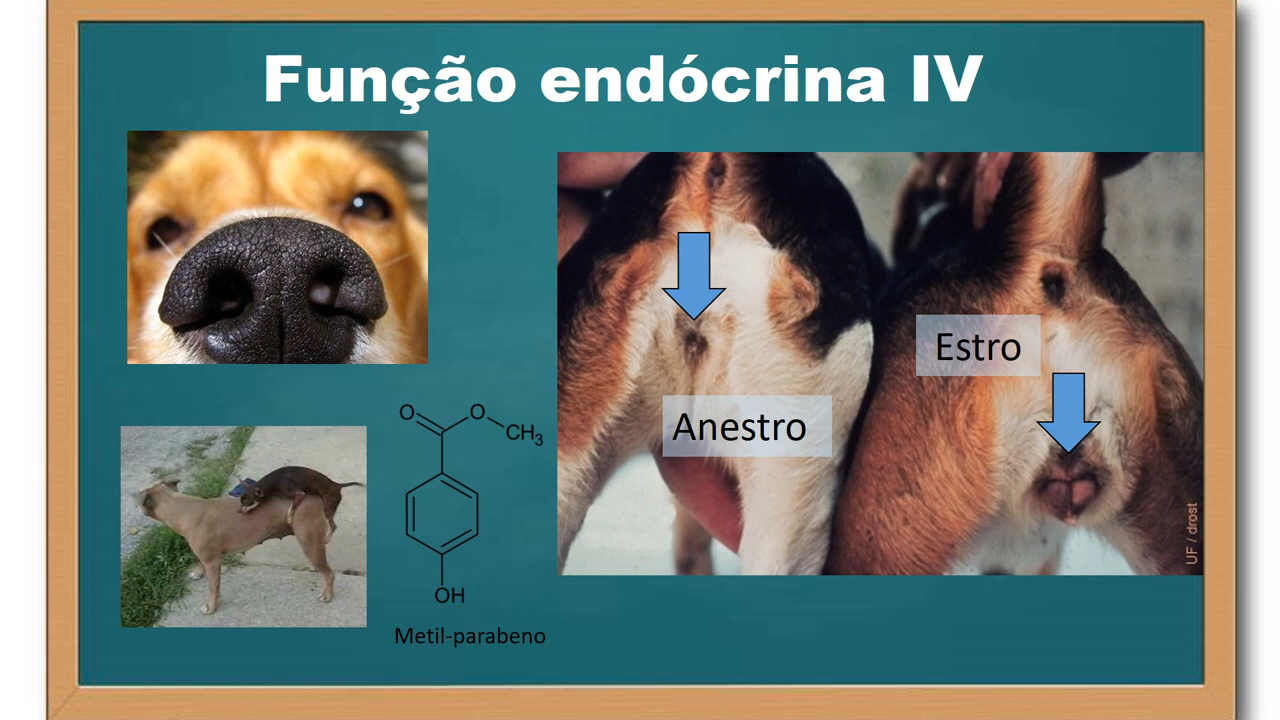 Função endócrina IV
Estro
Anestro
O
O
CH3
OH
Metil-parabeno
UF / drost